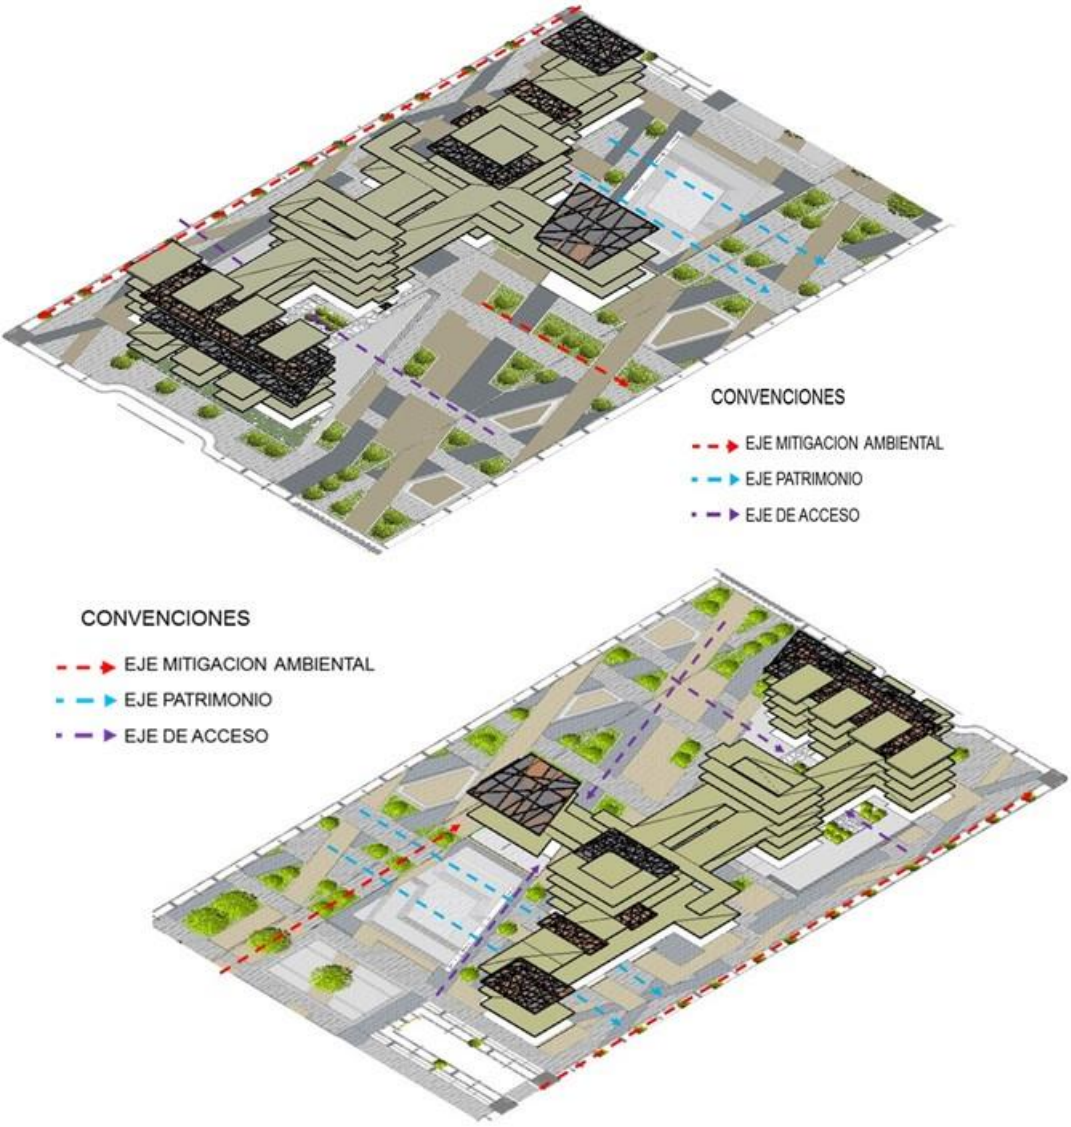 CONVENCIONES
EJE MITIGACION AMBIENTAL
EJE PATRIMONIO
EJE DE ACCESO
CONVENCIONES
EJE MITIGACION AMBIENTAL
EJE PATRIMONIO
EJE DE ACCESO